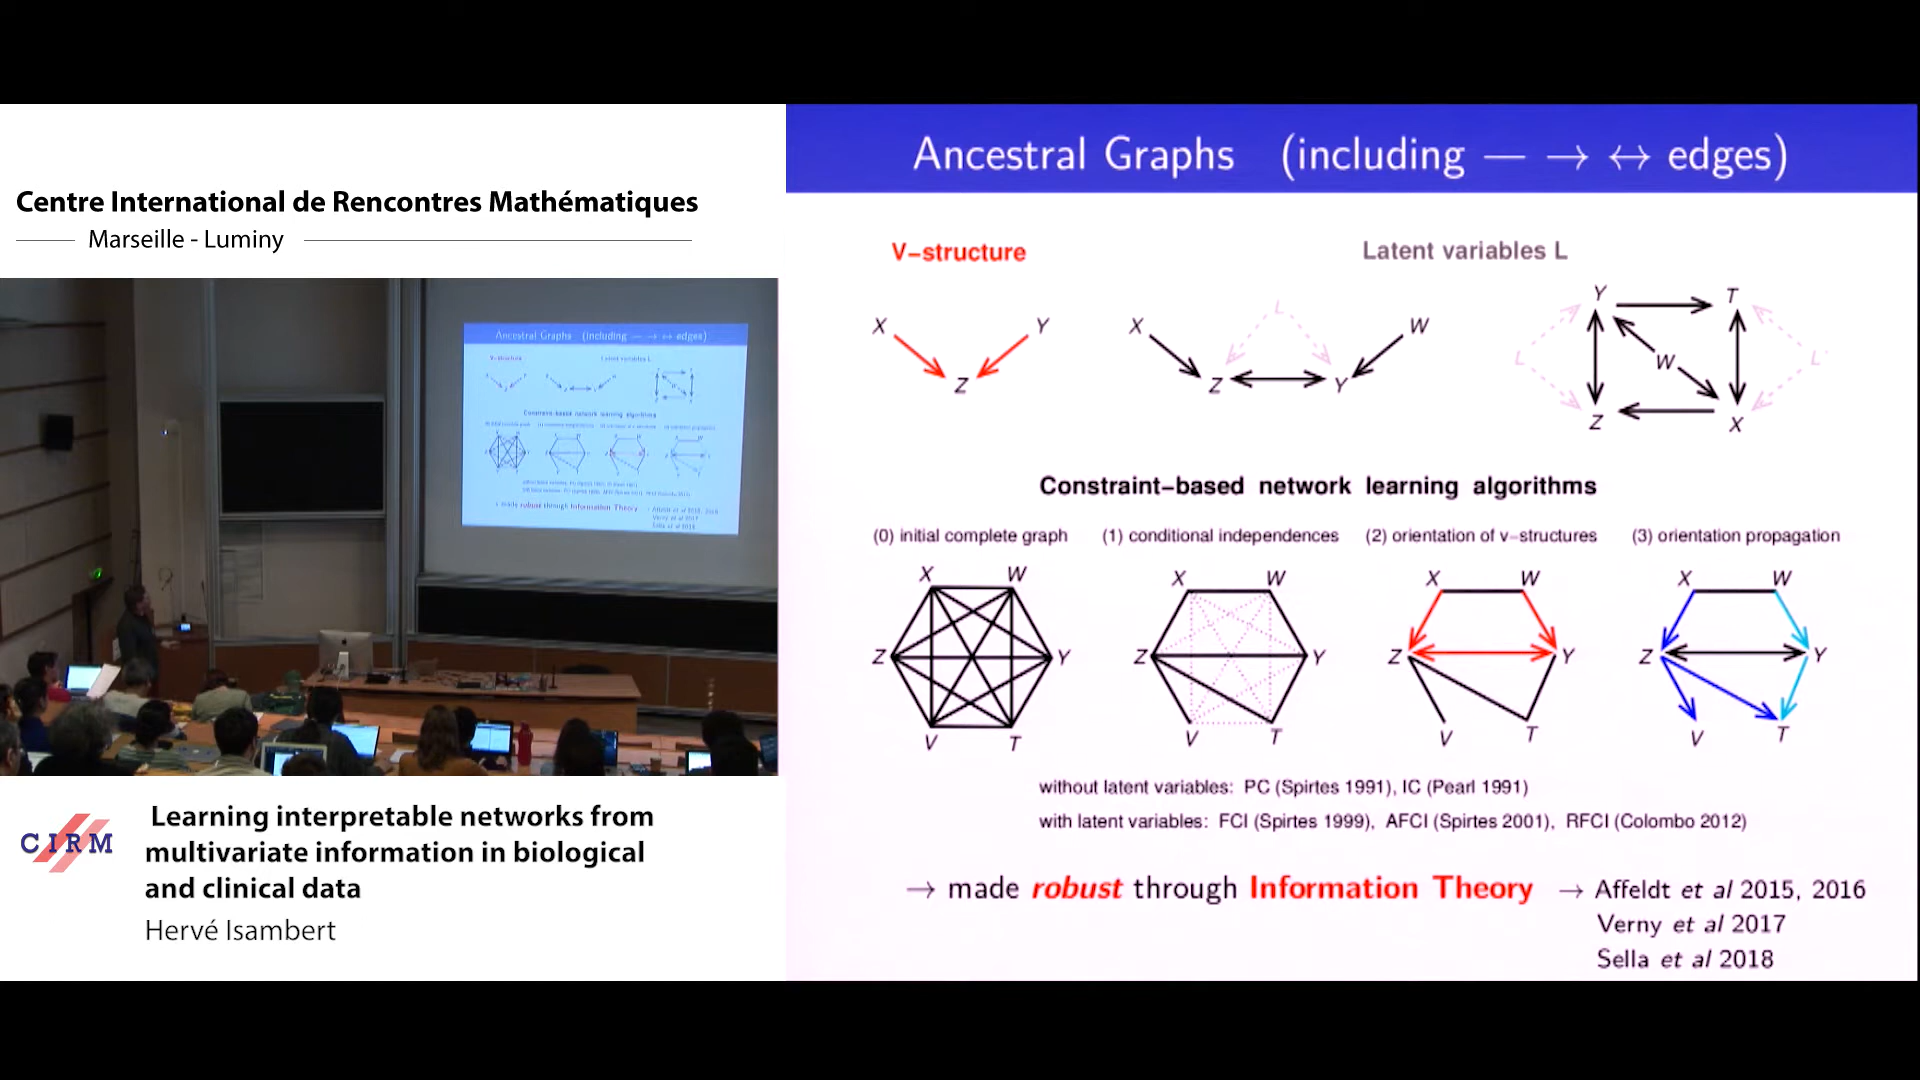 Centre International de Rencontres Mathématiques
Marseille - Luminy
CIRM
Learning interpretable networks from
multivariate information in biological
and clinical data
Hervé Isambert
Ancestral Graphs (including — → ↔ edges)
V–structure
Latent variables L
X Y
Z
X L W
Z Y
Y T
L W L
Z X
Constraint–based network learning algorithms
(0) initial complete graph
(1) conditional independences
(2) orientation of v–structures
(3) orientation propagation
X W
Z Y
V T
X W
Z Y
V T
X W
Z Y
V T
X W
Z Y
V T
without latent variables: PC (Spirtes 1991), IC (Pearl 1991)
with latent variables: FCI (Spirtes 1999), AFCI (Spirtes 2001), RFCI (Colombo 2012)
→ made robust through Information Theory → Affeldt et al 2015, 2016
Verny et al 2017
Sella et al 2018